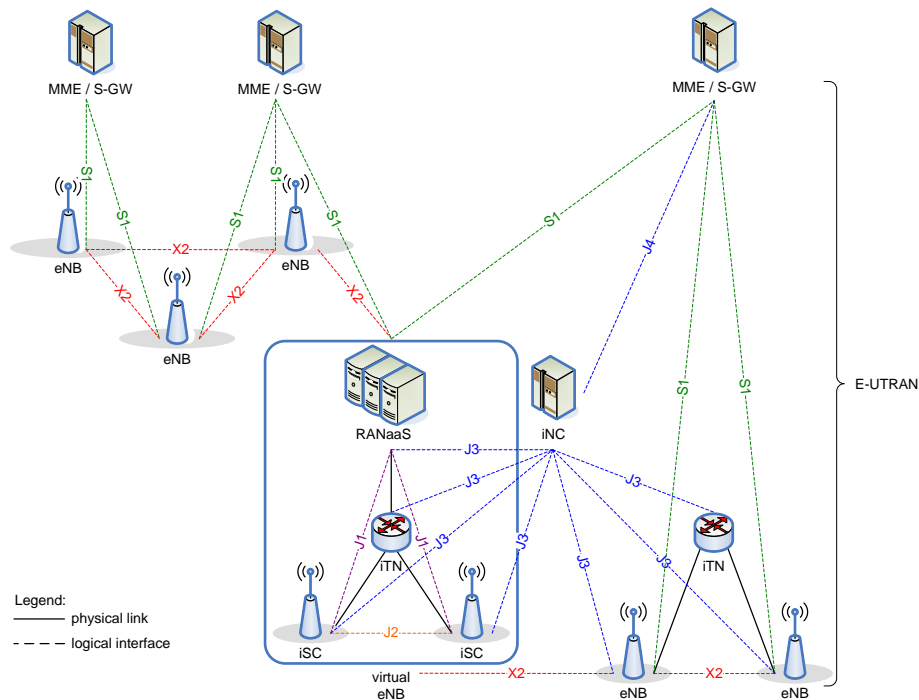 MME / S-GW
MME / S-GW
MME / S-GW
S1
S1
S1
S1
S1
S1
J4
eNB
X2
eNB
X2
X2
X2
eNB
S1
S1
E-UTRAN
RANaaS
iNC
J3
J3
J3
J1
J1
J3
J3
J3
J3
iTN
iTN
Legend:
physical link
logical interface
iSC
J2
iSC
virtual
eNB
X2
eNB
X2
eNB